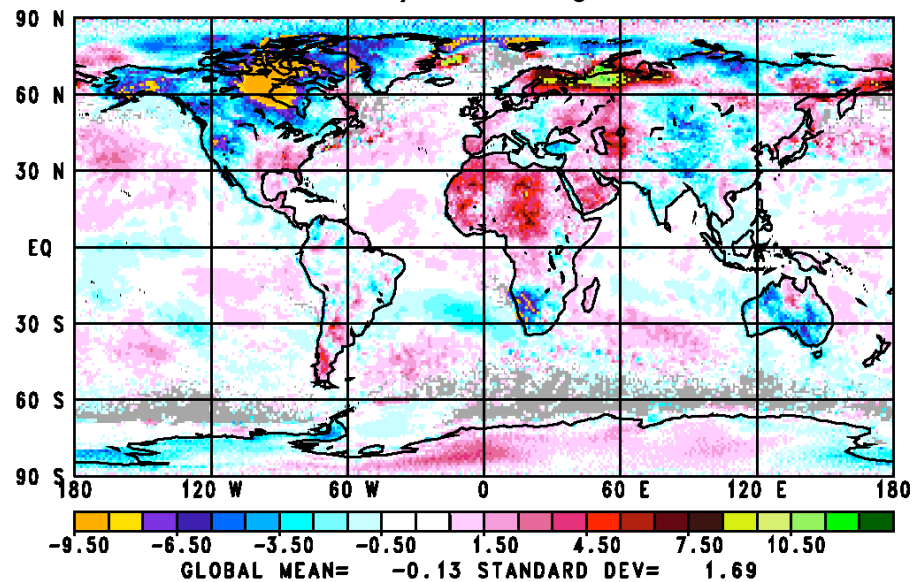 90 N
60 N
30 N
EQ
30 S
60 S
90 S
180 120 W 60 W 0 60 E 120 E 180
-9.50 -6.50 -3.50 -0.50 1.50 4.50 7.50 10.50
GLOBAL MEAN= -0.13 STANDARD DEV= 1.69